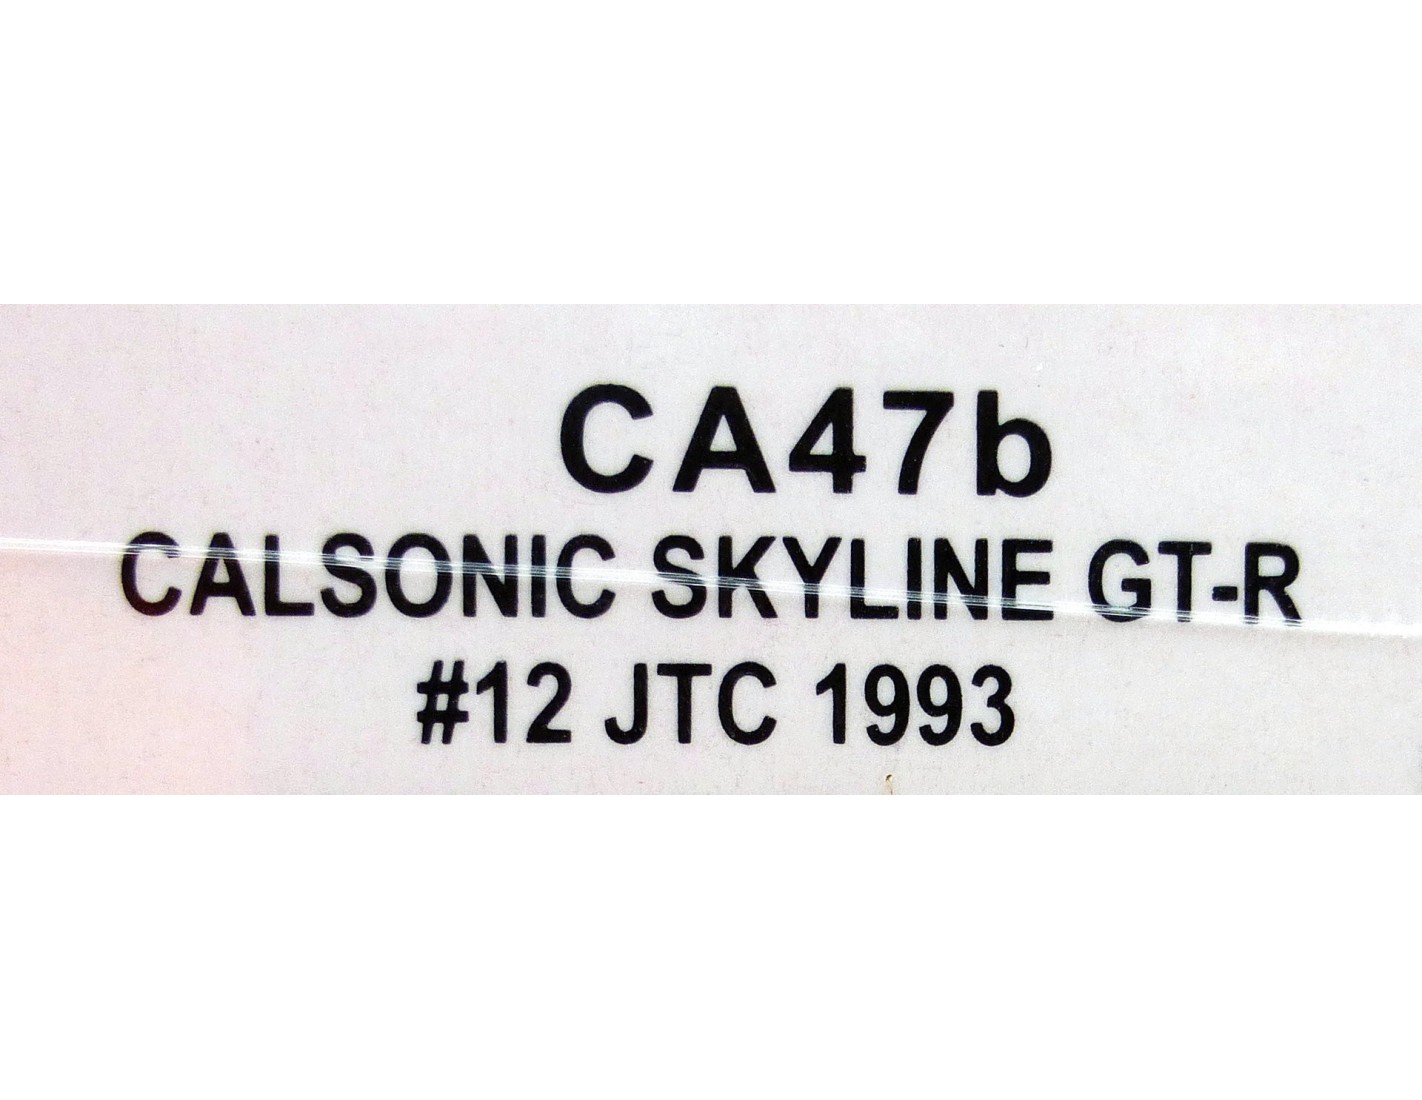 CA47b
CALSONIC SKYLINE GT-R
#12 JTC 1993